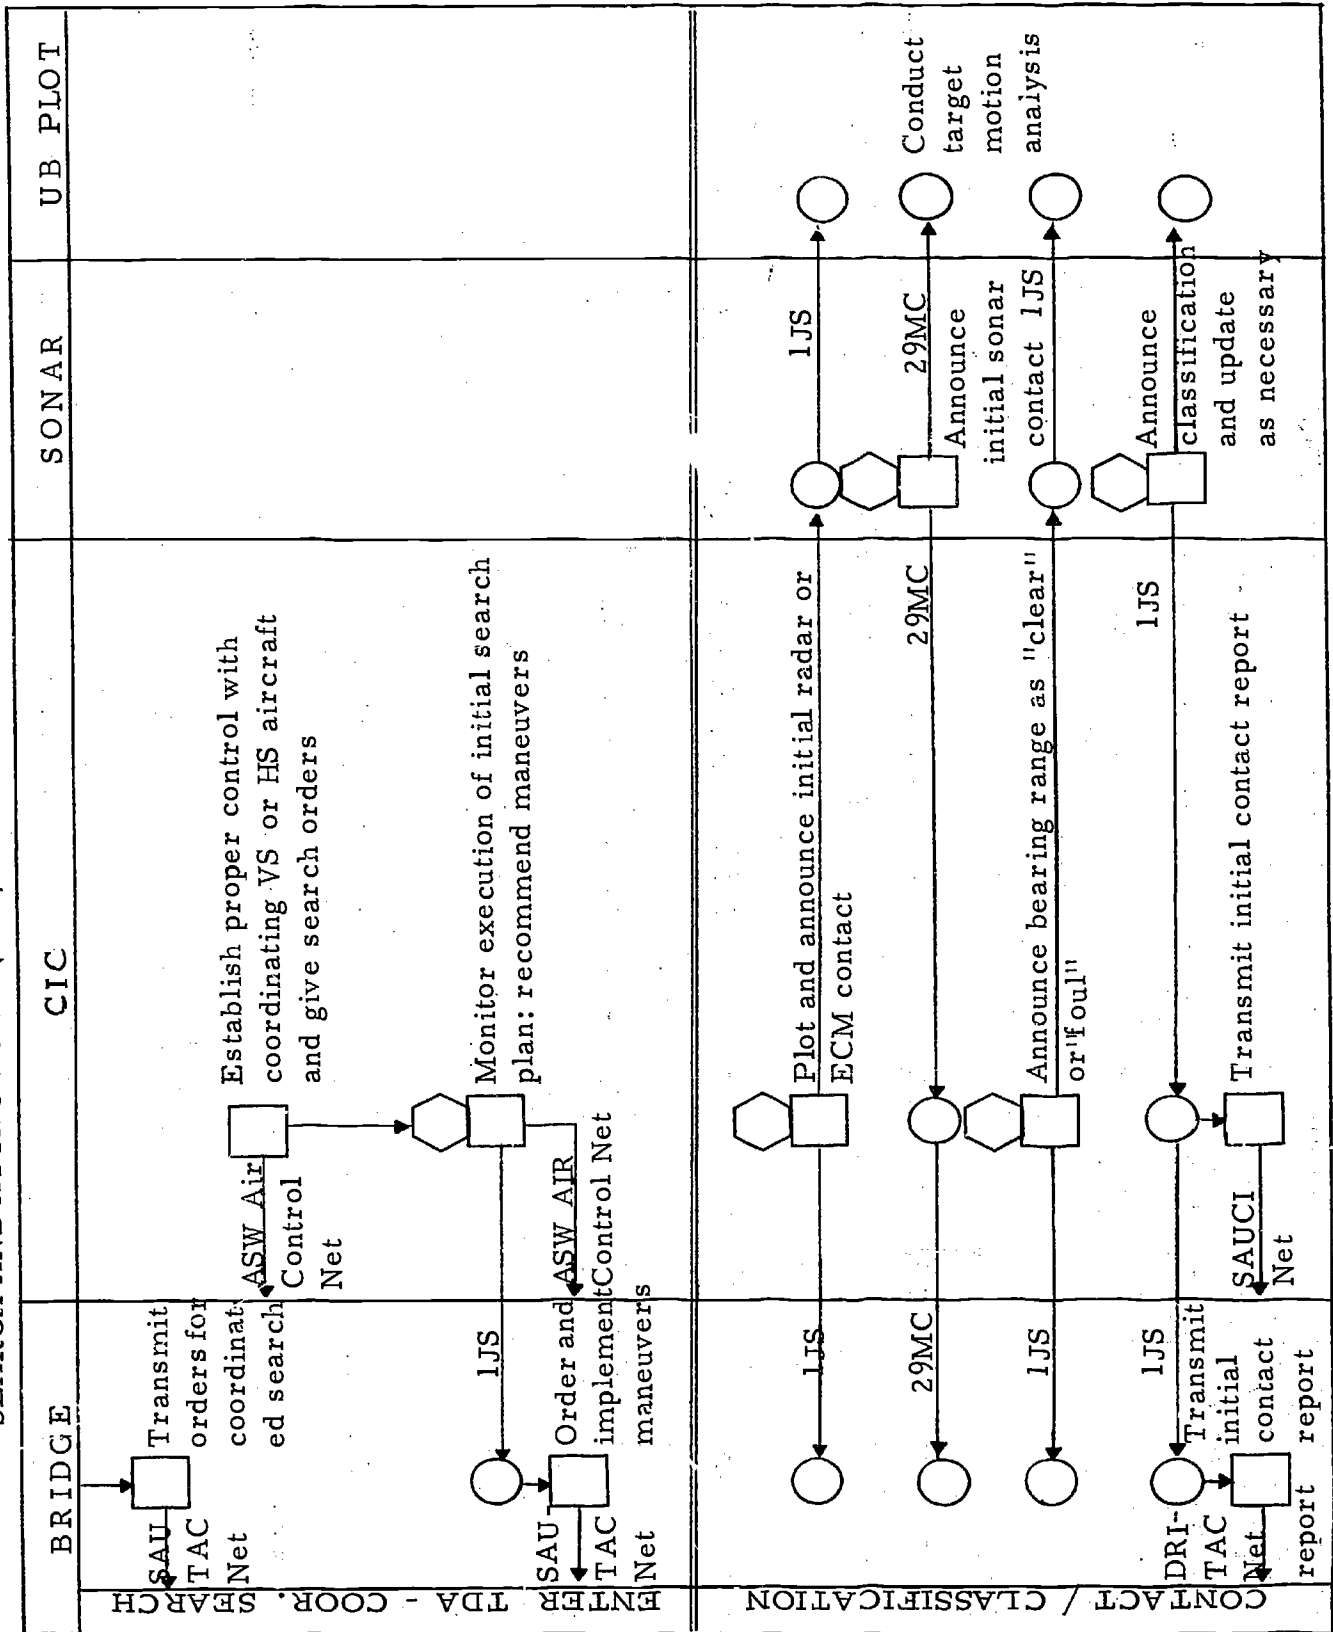 BRIDGE
CIC
SONAR
UB PLOT
ENTER TDA - COOR. SEARCH
Transmit
orders for
coordinat-
ed search
SAU
TAC
Net
Establish proper control with
coordinating VS or HS aircraft
and give search orders
ASW Air
Control
Net
Monitor execution of initial search
plan: recommend maneuvers
1JS
ASW AIR
Control Net
Order and
implement
maneuvers
SAU
TAC
Net
CONTACT / CLASSIFICATION
Plot and announce initial radar or
ECM contact
1JS
1JS
29MC
29MC
29MC
Announce
initial sonar
contact
Conduct
target
motion
analysis
Announce bearing range as "clear"
or "foul"
1JS
1JS
Announce
classification
and update
as necessary
1JS
1JS
Transmit initial contact report
SAUCI
Net
Transmit
initial
contact
report
DRI-
TAC
Net
report